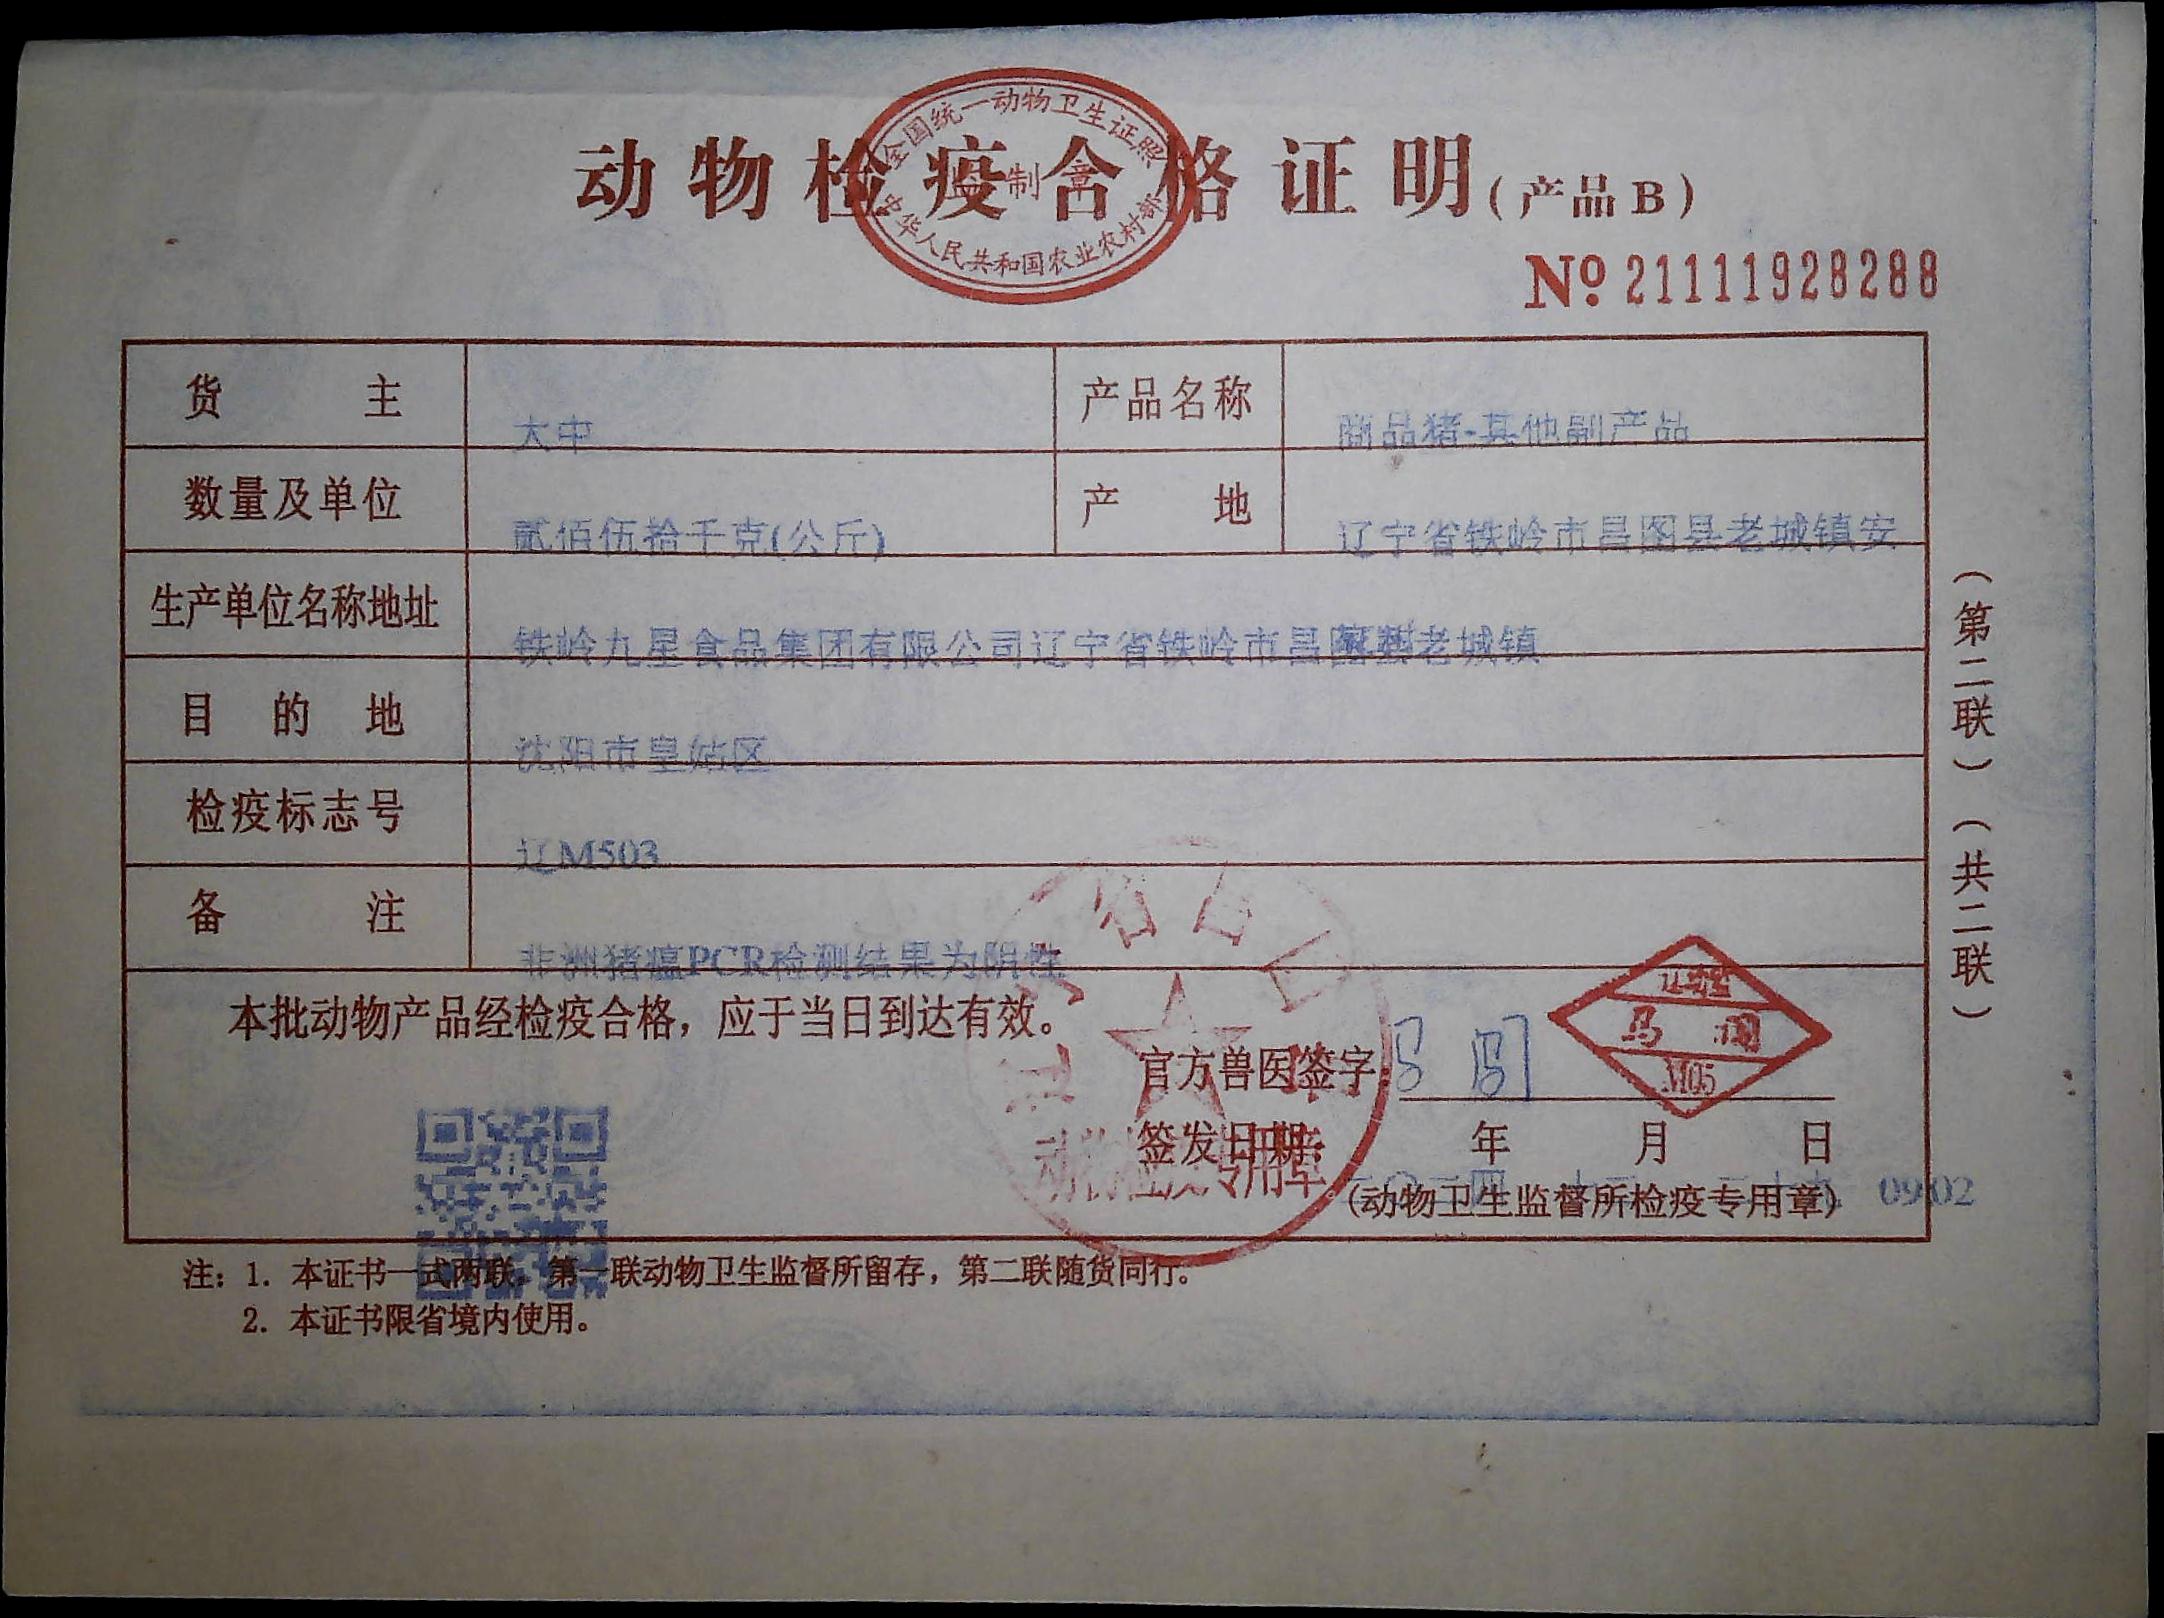 全国统一动物卫生证照
监制章
中华人民共和国农业农村部
动物检疫合格证明(产品B)
№ 21111928288
货主 大中 产品名称 商品猪-其他副产品
数量及单位 贰佰伍拾千克(公斤) 产地 辽宁省铁岭市昌图县老城镇安
生产单位名称地址 铁岭九星食品集团有限公司辽宁省铁岭市昌图县老城镇
目的地 沈阳市皇姑区
检疫标志号 辽M503
备注 非洲猪瘟PCR检测结果为阴性
本批动物产品经检疫合格，应于当日到达有效。
官方兽医签字:
辽动监
马
M05
签发日期: 年 月 日
(动物卫生监督所检疫专用章) 0902
注: 1. 本证书一式两联，第一联动物卫生监督所留存，第二联随货同行。
2. 本证书限省境内使用。
(第二联)(共二联)